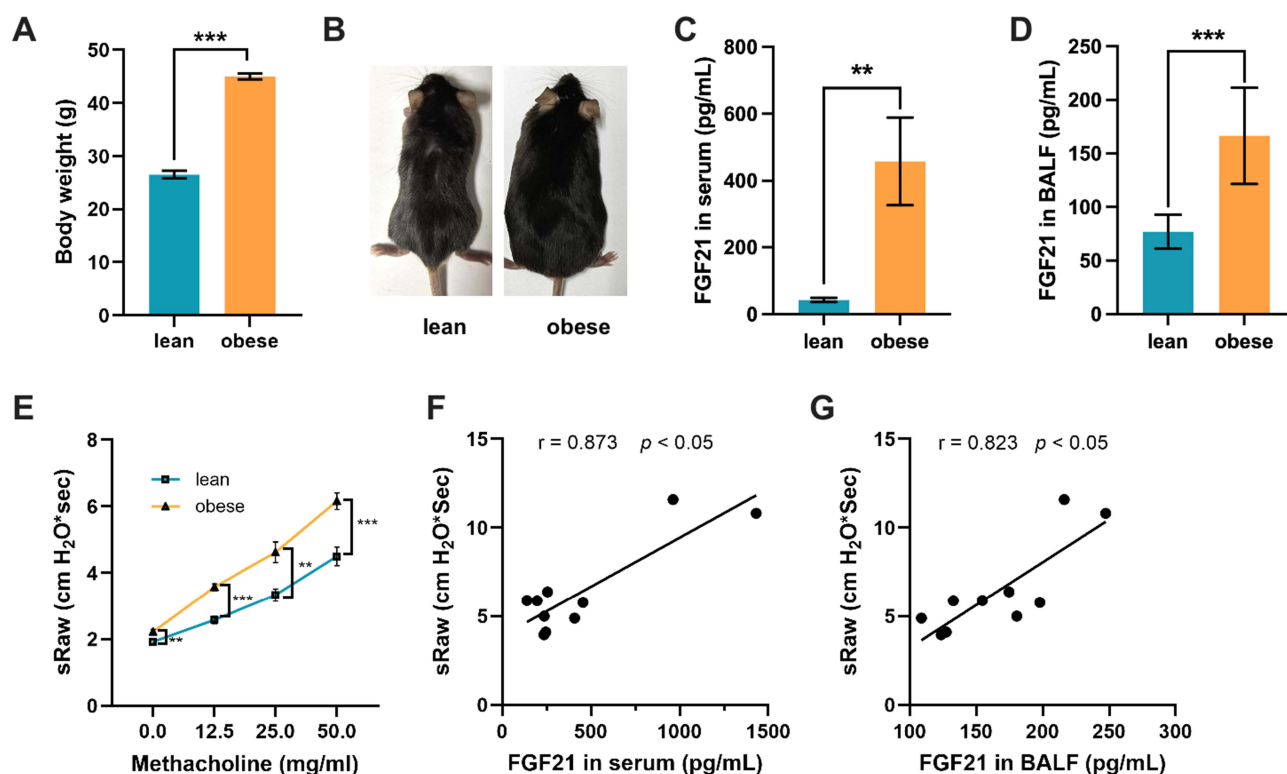 A
Body weight (g)
50
40
30
20
10
0
***
lean
obese
B
lean
obese
C
FGF21 in serum (pg/mL)
800
600
400
200
0
**
lean
obese
D
FGF21 in BALF (pg/mL)
250
200
150
100
50
0
***
lean
obese
E
sRaw (cm H₂O*Sec)
8
6
4
2
0
lean
obese
**
***
**
***
0.0
12.5
25.0
50.0
Methacholine (mg/ml)
F
r = 0.873 p < 0.05
sRaw (cm H₂O*Sec)
15
10
5
0
0
500
1000
1500
FGF21 in serum (pg/mL)
G
r = 0.823 p < 0.05
sRaw (cm H₂O*Sec)
15
10
5
0
100
150
200
250
300
FGF21 in BALF (pg/mL)